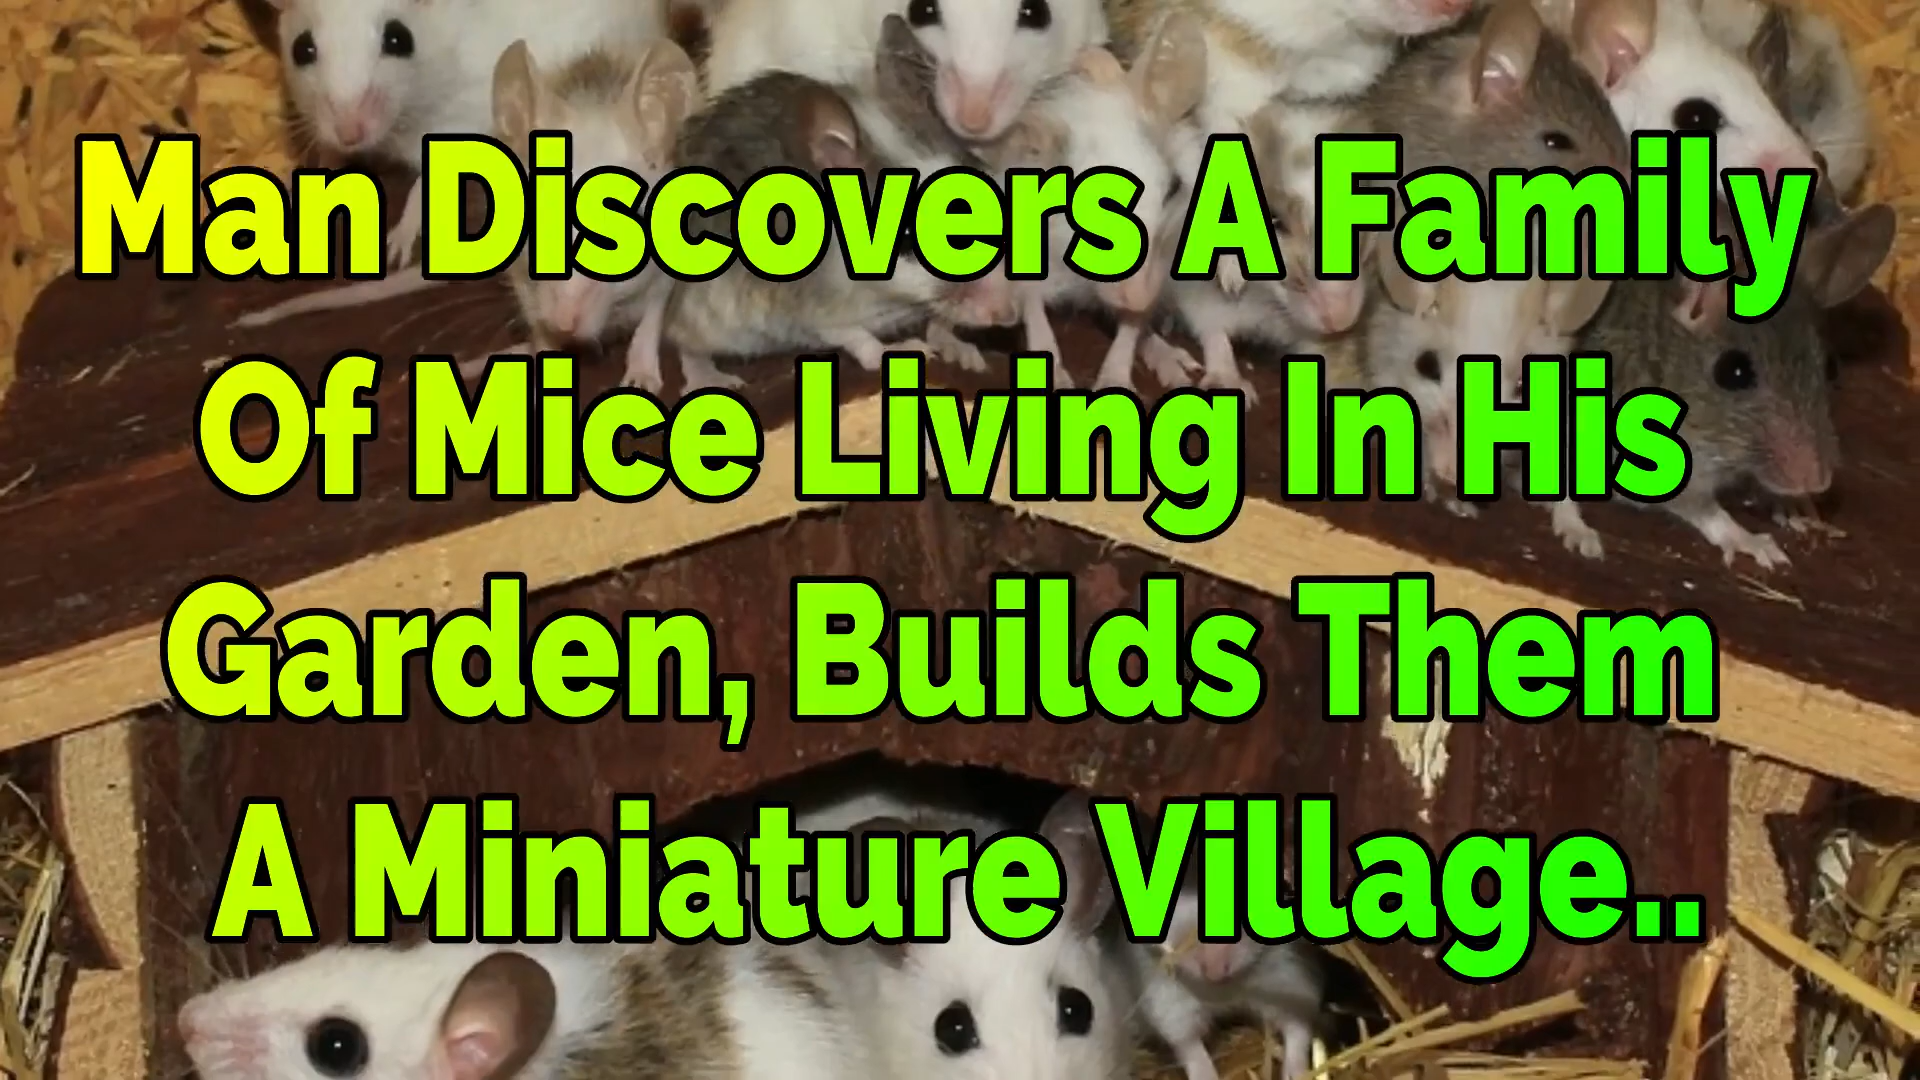 Man Discovers A Family
Of Mice Living In His
Garden, Builds Them
A Miniature Village..